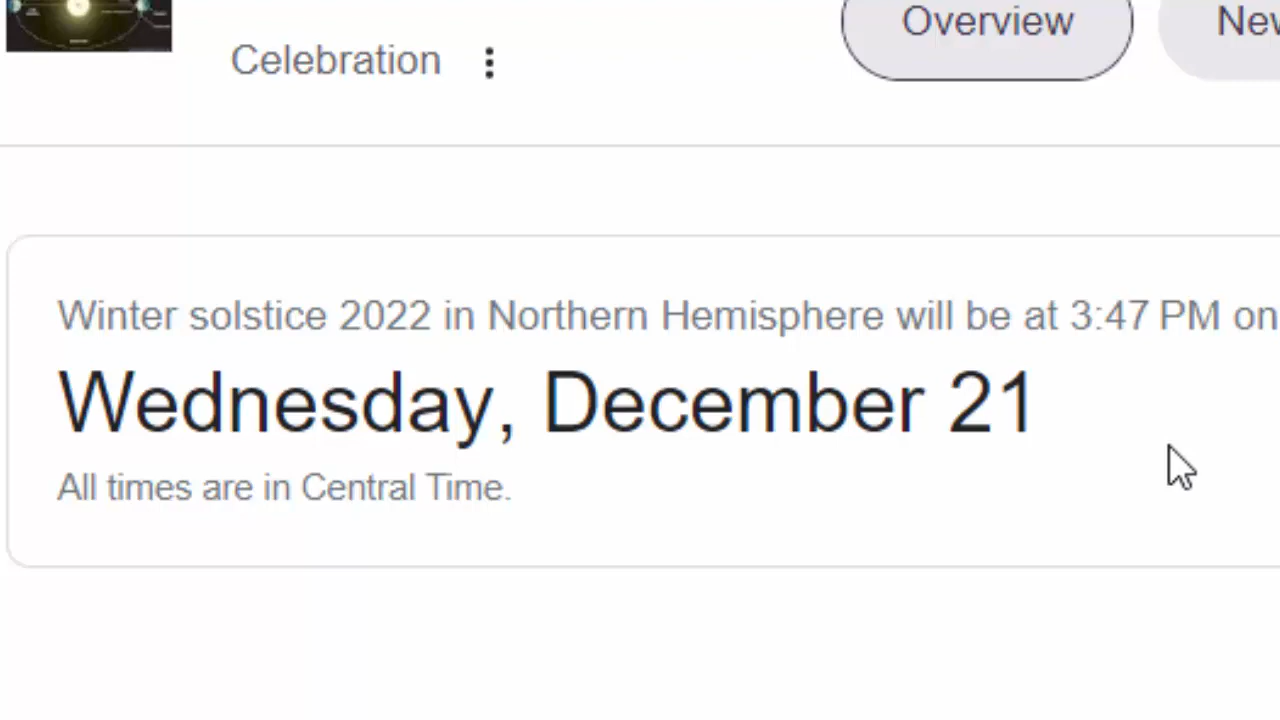 Overview
New
Celebration
Winter solstice 2022 in Northern Hemisphere will be at 3:47 PM on
Wednesday, December 21
All times are in Central Time.